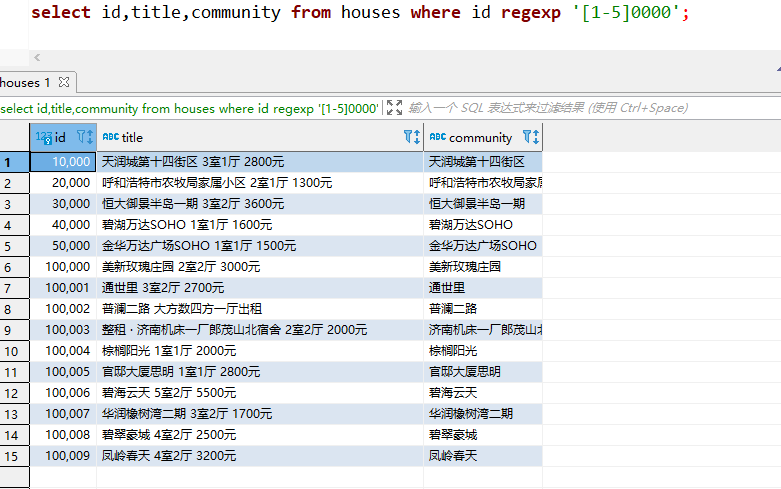 select id,title,community from houses where id regexp '[1-5]0000';
houses 1
select id,title,community from houses where id regexp '[1-5]0000' 输入一个 SQL 表达式来过滤结果 (使用 Ctrl+Space)
123 id ABC title ABC community
1 10,000 天润城第十四街区 3室1厅 2800元 天润城第十四街区
2 20,000 呼和浩特市农牧局家属小区 2室1厅 1300元 呼和浩特市农牧局家属
3 30,000 恒大御景半岛一期 3室2厅 3600元 恒大御景半岛一期
4 40,000 碧湖万达SOHO 1室1厅 1600元 碧湖万达SOHO
5 50,000 金华万达广场SOHO 1室1厅 1500元 金华万达广场SOHO
6 100,000 美新玫瑰庄园 2室2厅 3000元 美新玫瑰庄园
7 100,001 通世里 3室2厅 2700元 通世里
8 100,002 普澜二路 大方数四方一厅出租 普澜二路
9 100,003 整租 · 济南机床一厂郎茂山北宿舍 2室2厅 2000元 济南机床一厂郎茂山北
10 100,004 棕榈阳光 1室1厅 2000元 棕榈阳光
11 100,005 官邸大厦思明 1室1厅 2800元 官邸大厦思明
12 100,006 碧海云天 5室2厅 5500元 碧海云天
13 100,007 华润橡树湾二期 3室2厅 1700元 华润橡树湾二期
14 100,008 碧翠豪城 4室2厅 2500元 碧翠豪城
15 100,009 凤岭春天 4室2厅 3200元 凤岭春天